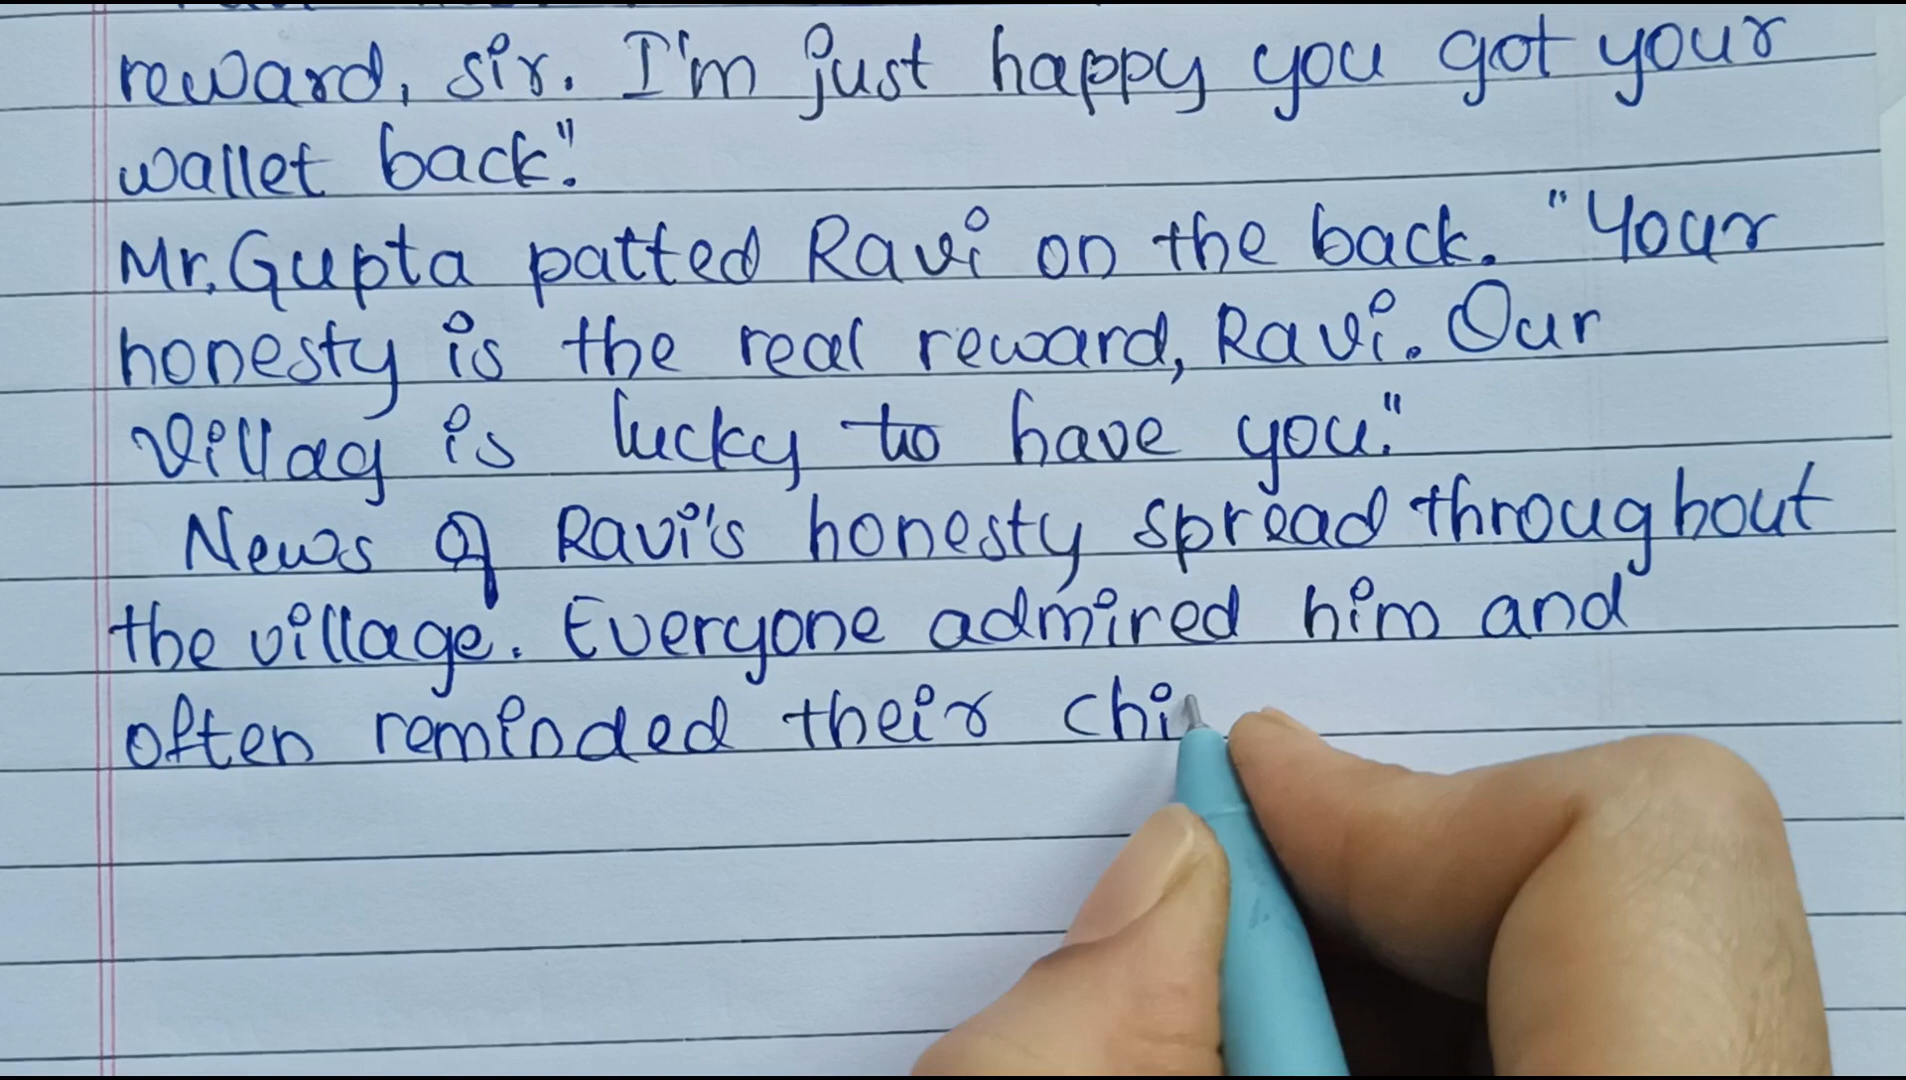 reward, sir. I'm just happy you got your
wallet back."
Mr. Gupta patted Ravi on the back. "Your
honesty is the real reward, Ravi. Our
villag is lucky to have you."
News of Ravi's honesty spread throughout
the village. Everyone admired him and
often reminded their chi